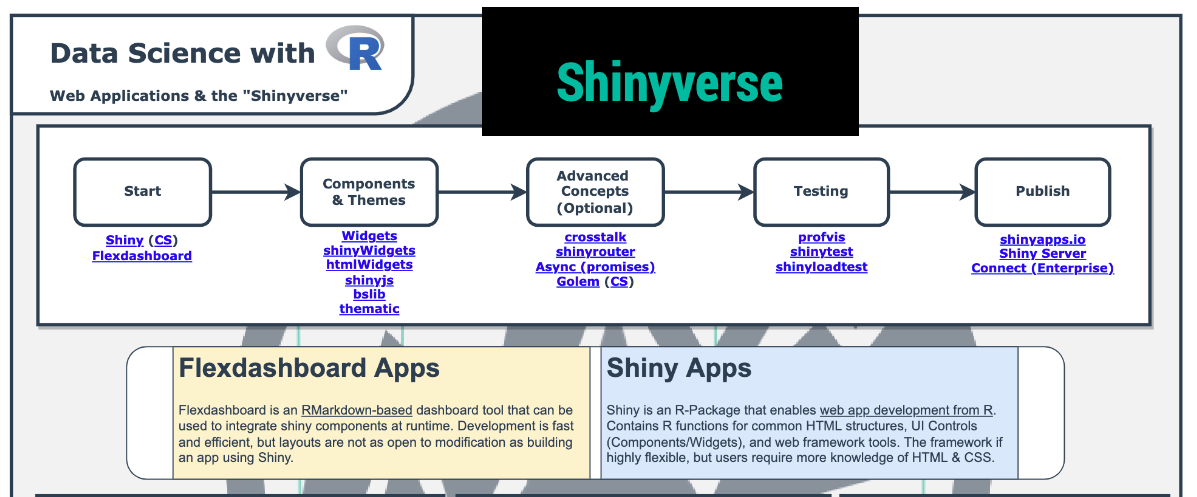 Data Science with R
Web Applications & the "Shinyverse"
Shinyverse
Start
Shiny (CS)
Flexdashboard
Components
& Themes
Widgets
shinyWidgets
htmlWidgets
shinyjs
bslib
thematic
Advanced
Concepts
(Optional)
crosstalk
shinyrouter
Async (promises)
Golem (CS)
Testing
profvis
shinytest
shinyloadtest
Publish
shinyapps.io
Shiny Server
Connect (Enterprise)
Flexdashboard Apps
Flexdashboard is an RMarkdown-based dashboard tool that can be
used to integrate shiny components at runtime. Development is fast
and efficient, but layouts are not as open to modification as building
an app using Shiny.
Shiny Apps
Shiny is an R-Package that enables web app development from R.
Contains R functions for common HTML structures, UI Controls
(Components/Widgets), and web framework tools. The framework if
highly flexible, but users require more knowledge of HTML & CSS.